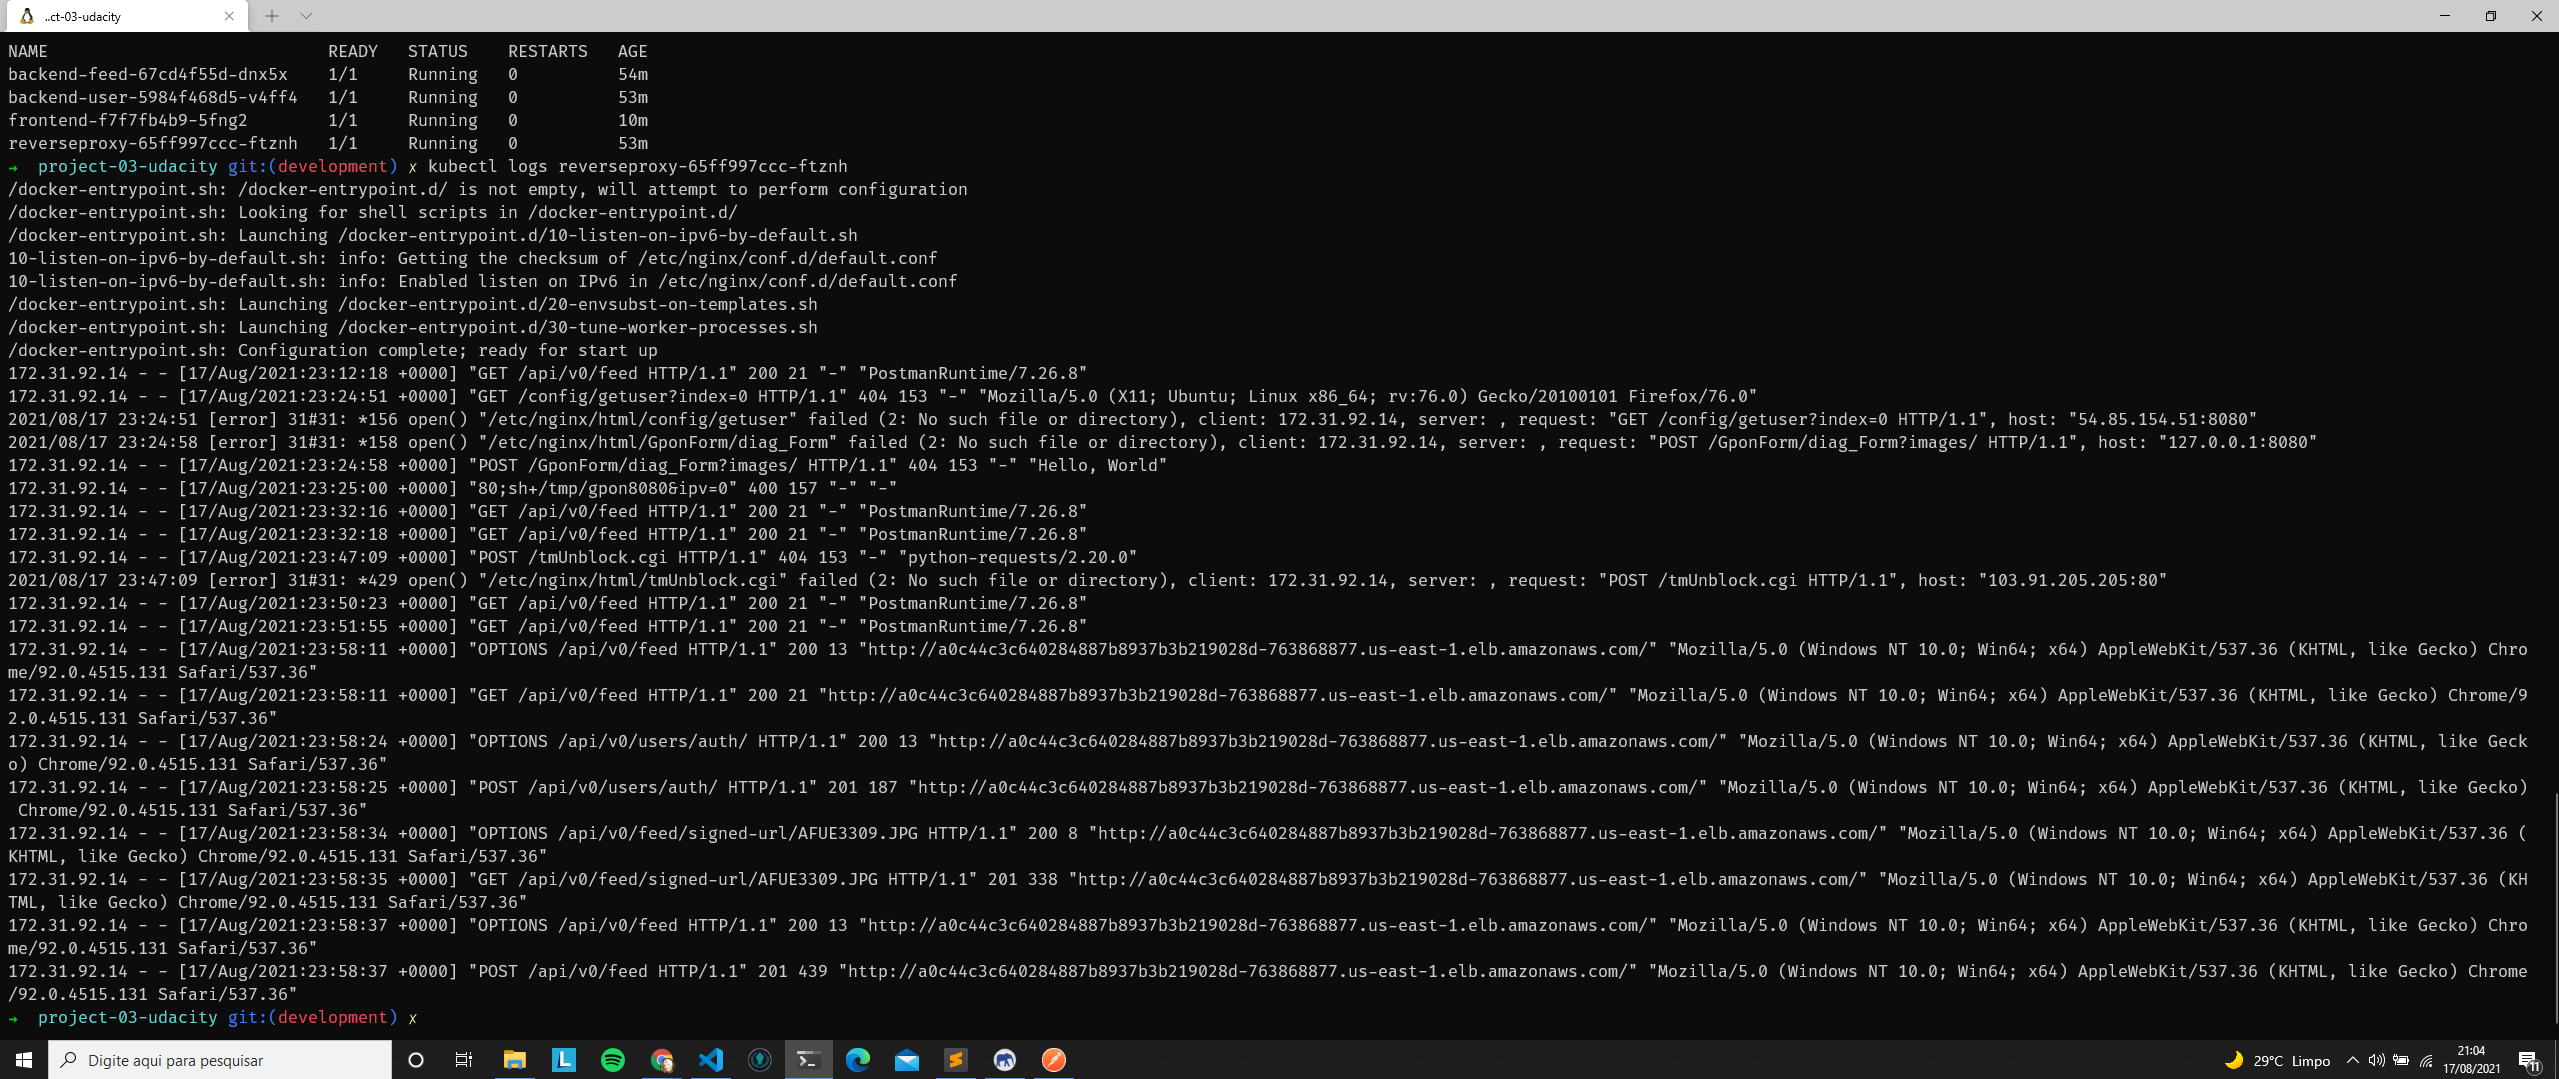 ..ct-03-udacity
NAME READY STATUS RESTARTS AGE
backend-feed-67cd4f55d-dnx5x 1/1 Running 0 54m
backend-user-5984f468d5-v4ff4 1/1 Running 0 53m
frontend-f7f7fb4b9-5fng2 1/1 Running 0 10m
reverseproxy-65ff997ccc-ftznh 1/1 Running 0 53m
→ project-03-udacity git:(development) ✗ kubectl logs reverseproxy-65ff997ccc-ftznh
/docker-entrypoint.sh: /docker-entrypoint.d/ is not empty, will attempt to perform configuration
/docker-entrypoint.sh: Looking for shell scripts in /docker-entrypoint.d/
/docker-entrypoint.sh: Launching /docker-entrypoint.d/10-listen-on-ipv6-by-default.sh
10-listen-on-ipv6-by-default.sh: info: Getting the checksum of /etc/nginx/conf.d/default.conf
10-listen-on-ipv6-by-default.sh: info: Enabled listen on IPv6 in /etc/nginx/conf.d/default.conf
/docker-entrypoint.sh: Launching /docker-entrypoint.d/20-envsubst-on-templates.sh
/docker-entrypoint.sh: Launching /docker-entrypoint.d/30-tune-worker-processes.sh
/docker-entrypoint.sh: Configuration complete; ready for start up
172.31.92.14 - - [17/Aug/2021:23:12:18 +0000] "GET /api/v0/feed HTTP/1.1" 200 21 "-" "PostmanRuntime/7.26.8"
172.31.92.14 - - [17/Aug/2021:23:24:51 +0000] "GET /config/getuser?index=0 HTTP/1.1" 404 153 "-" "Mozilla/5.0 (X11; Ubuntu; Linux x86_64; rv:76.0) Gecko/20100101 Firefox/76.0"
2021/08/17 23:24:51 [error] 31#31: *156 open() "/etc/nginx/html/config/getuser" failed (2: No such file or directory), client: 172.31.92.14, server: , request: "GET /config/getuser?index=0 HTTP/1.1", host: "54.85.154.51:8080"
2021/08/17 23:24:58 [error] 31#31: *158 open() "/etc/nginx/html/GponForm/diag_Form" failed (2: No such file or directory), client: 172.31.92.14, server: , request: "POST /GponForm/diag_Form?images/ HTTP/1.1", host: "127.0.0.1:8080"
172.31.92.14 - - [17/Aug/2021:23:24:58 +0000] "POST /GponForm/diag_Form?images/ HTTP/1.1" 404 153 "-" "Hello, World"
172.31.92.14 - - [17/Aug/2021:23:25:00 +0000] "80;sh+/tmp/gpon8080&ipv=0" 400 157 "-" "-"
172.31.92.14 - - [17/Aug/2021:23:32:16 +0000] "GET /api/v0/feed HTTP/1.1" 200 21 "-" "PostmanRuntime/7.26.8"
172.31.92.14 - - [17/Aug/2021:23:32:18 +0000] "GET /api/v0/feed HTTP/1.1" 200 21 "-" "PostmanRuntime/7.26.8"
172.31.92.14 - - [17/Aug/2021:23:47:09 +0000] "POST /tmUnblock.cgi HTTP/1.1" 404 153 "-" "python-requests/2.20.0"
2021/08/17 23:47:09 [error] 31#31: *429 open() "/etc/nginx/html/tmUnblock.cgi" failed (2: No such file or directory), client: 172.31.92.14, server: , request: "POST /tmUnblock.cgi HTTP/1.1", host: "103.91.205.205:80"
172.31.92.14 - - [17/Aug/2021:23:50:23 +0000] "GET /api/v0/feed HTTP/1.1" 200 21 "-" "PostmanRuntime/7.26.8"
172.31.92.14 - - [17/Aug/2021:23:51:55 +0000] "GET /api/v0/feed HTTP/1.1" 200 21 "-" "PostmanRuntime/7.26.8"
172.31.92.14 - - [17/Aug/2021:23:58:11 +0000] "OPTIONS /api/v0/feed HTTP/1.1" 200 13 "http://a0c44c3c640284887b8937b3b219028d-763868877.us-east-1.elb.amazonaws.com/" "Mozilla/5.0 (Windows NT 10.0; Win64; x64) AppleWebKit/537.36 (KHTML, like Gecko) Chro
me/92.0.4515.131 Safari/537.36"
172.31.92.14 - - [17/Aug/2021:23:58:11 +0000] "GET /api/v0/feed HTTP/1.1" 200 21 "http://a0c44c3c640284887b8937b3b219028d-763868877.us-east-1.elb.amazonaws.com/" "Mozilla/5.0 (Windows NT 10.0; Win64; x64) AppleWebKit/537.36 (KHTML, like Gecko) Chrome/9
2.0.4515.131 Safari/537.36"
172.31.92.14 - - [17/Aug/2021:23:58:24 +0000] "OPTIONS /api/v0/users/auth/ HTTP/1.1" 200 13 "http://a0c44c3c640284887b8937b3b219028d-763868877.us-east-1.elb.amazonaws.com/" "Mozilla/5.0 (Windows NT 10.0; Win64; x64) AppleWebKit/537.36 (KHTML, like Geck
o) Chrome/92.0.4515.131 Safari/537.36"
172.31.92.14 - - [17/Aug/2021:23:58:25 +0000] "POST /api/v0/users/auth/ HTTP/1.1" 201 187 "http://a0c44c3c640284887b8937b3b219028d-763868877.us-east-1.elb.amazonaws.com/" "Mozilla/5.0 (Windows NT 10.0; Win64; x64) AppleWebKit/537.36 (KHTML, like Gecko)
Chrome/92.0.4515.131 Safari/537.36"
172.31.92.14 - - [17/Aug/2021:23:58:34 +0000] "OPTIONS /api/v0/feed/signed-url/AFUE3309.JPG HTTP/1.1" 200 8 "http://a0c44c3c640284887b8937b3b219028d-763868877.us-east-1.elb.amazonaws.com/" "Mozilla/5.0 (Windows NT 10.0; Win64; x64) AppleWebKit/537.36 (
KHTML, like Gecko) Chrome/92.0.4515.131 Safari/537.36"
172.31.92.14 - - [17/Aug/2021:23:58:35 +0000] "GET /api/v0/feed/signed-url/AFUE3309.JPG HTTP/1.1" 201 338 "http://a0c44c3c640284887b8937b3b219028d-763868877.us-east-1.elb.amazonaws.com/" "Mozilla/5.0 (Windows NT 10.0; Win64; x64) AppleWebKit/537.36 (KH
TML, like Gecko) Chrome/92.0.4515.131 Safari/537.36"
172.31.92.14 - - [17/Aug/2021:23:58:37 +0000] "OPTIONS /api/v0/feed HTTP/1.1" 200 13 "http://a0c44c3c640284887b8937b3b219028d-763868877.us-east-1.elb.amazonaws.com/" "Mozilla/5.0 (Windows NT 10.0; Win64; x64) AppleWebKit/537.36 (KHTML, like Gecko) Chro
me/92.0.4515.131 Safari/537.36"
172.31.92.14 - - [17/Aug/2021:23:58:37 +0000] "POST /api/v0/feed HTTP/1.1" 201 439 "http://a0c44c3c640284887b8937b3b219028d-763868877.us-east-1.elb.amazonaws.com/" "Mozilla/5.0 (Windows NT 10.0; Win64; x64) AppleWebKit/537.36 (KHTML, like Gecko) Chrome
/92.0.4515.131 Safari/537.36"
→ project-03-udacity git:(development) ✗
Digite aqui para pesquisar
L
29°C Limpo
21:04
17/08/2021
11